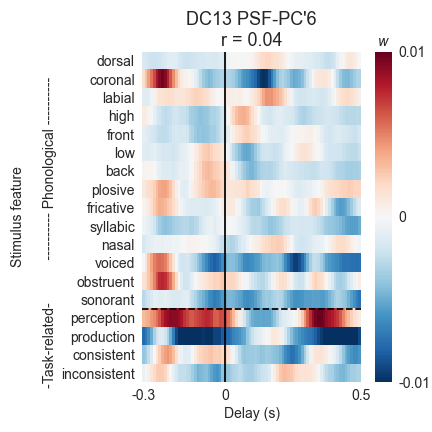 DC13 PSF-PC'6
r = 0.04
w
dorsal
coronal
labial
high
front
low
back
plosive
fricative
syllabic
nasal
voiced
obstruent
sonorant
perception
production
consistent
inconsistent
Stimulus feature
-Task-related- ---------- Phonological ----------
0.01
0
-0.01
-0.3 0 0.5
Delay (s)